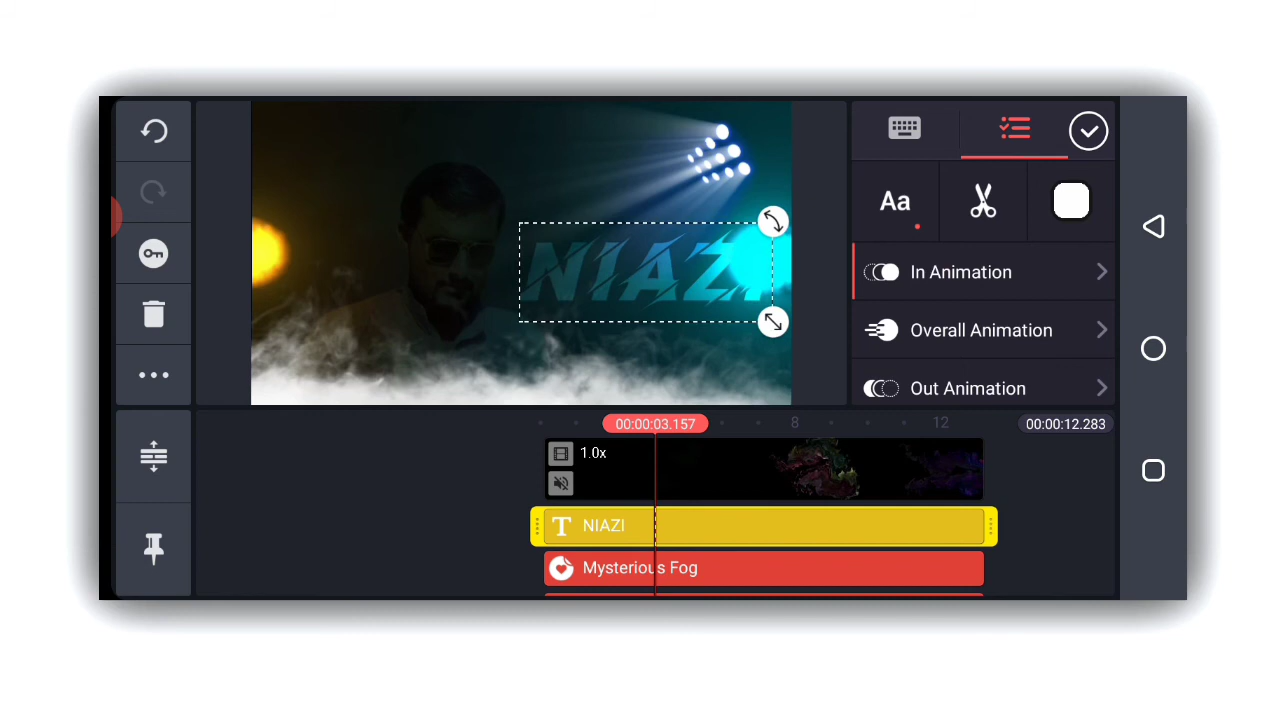 NIAZI
Aa
In Animation
Overall Animation
Out Animation
00:00:03.157
8
12
00:00:12.283
1.0x
T NIAZI
Mysterious Fog